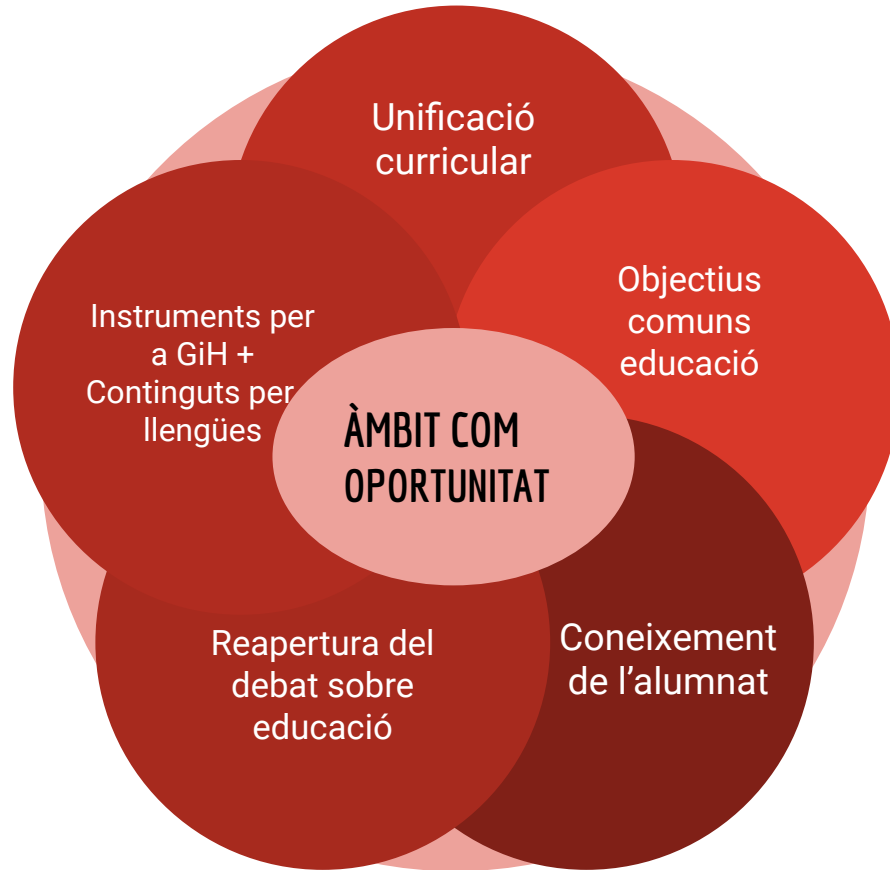 Unificació
curricular
Objectius
comuns
educació
Instruments per
a GiH +
Continguts per
llengües
ÀMBIT COM
OPORTUNITAT
Reapertura del
debat sobre
educació
Coneixement
de l’alumnat